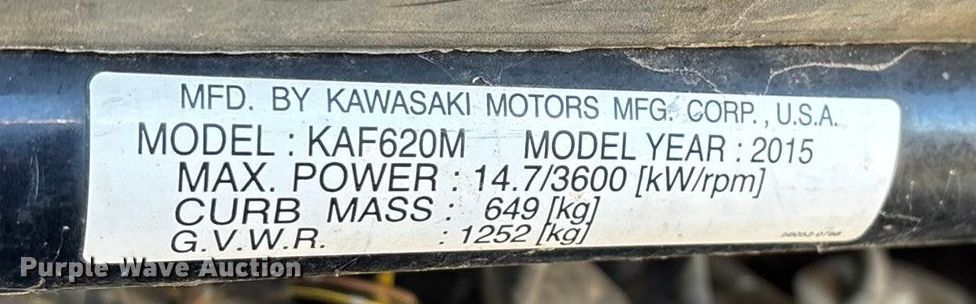 MFD. BY KAWASAKI MOTORS MFG. CORP., U.S.A.
MODEL : KAF620M MODEL YEAR : 2015
MAX. POWER : 14.7/3600 [kW/rpm]
CURB MASS : 649 [kg]
G.V.W.R. : 1252 [kg]
Purple Wave Auction